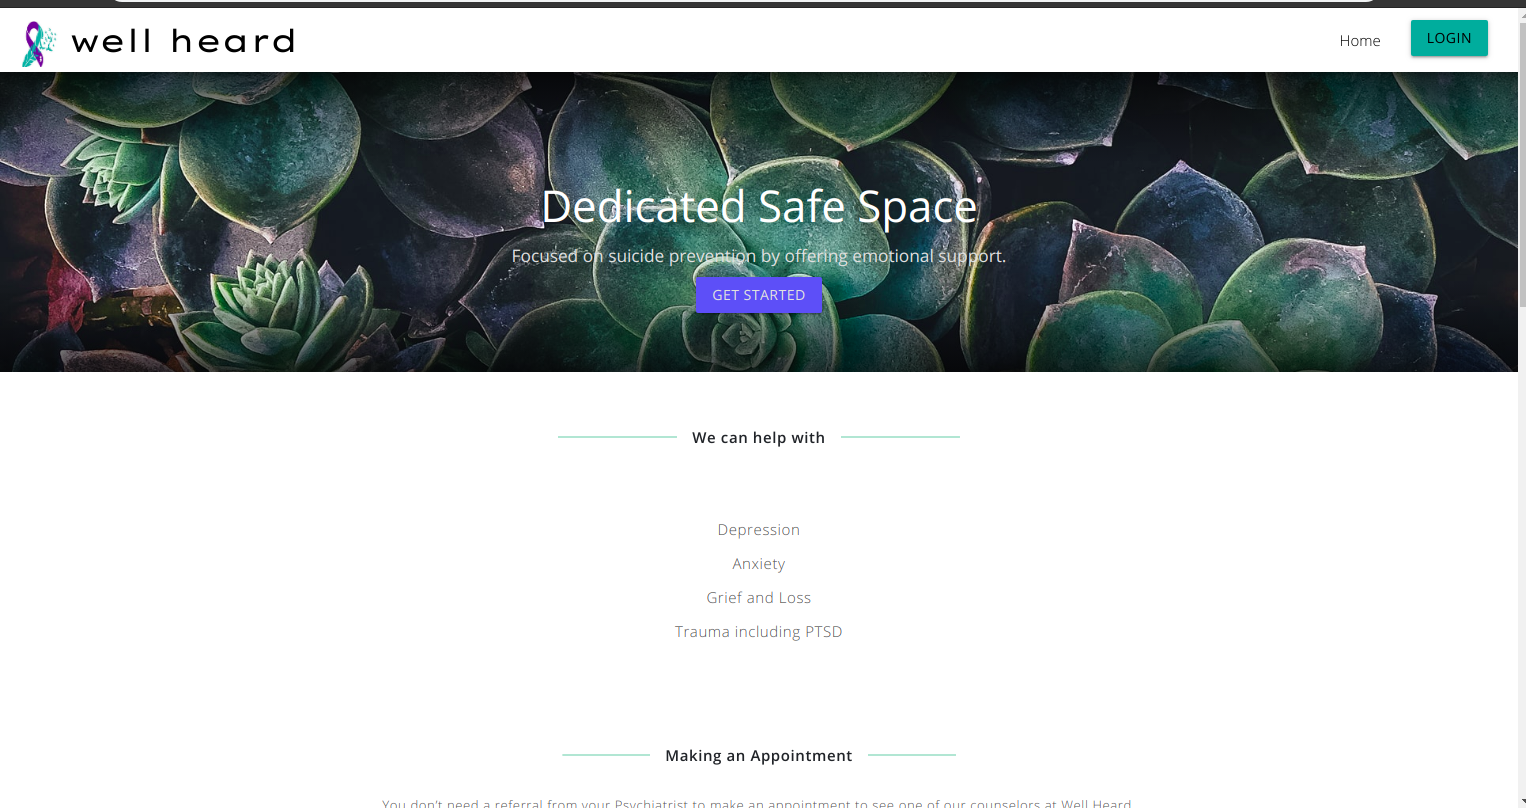 well heard
Home
LOGIN
Dedicated Safe Space
Focused on suicide prevention by offering emotional support.
GET STARTED
We can help with
Depression
Anxiety
Grief and Loss
Trauma including PTSD
Making an Appointment
You don't need a referral from your Psychiatrist to make an appointment to see one of our counselors at Well Heard